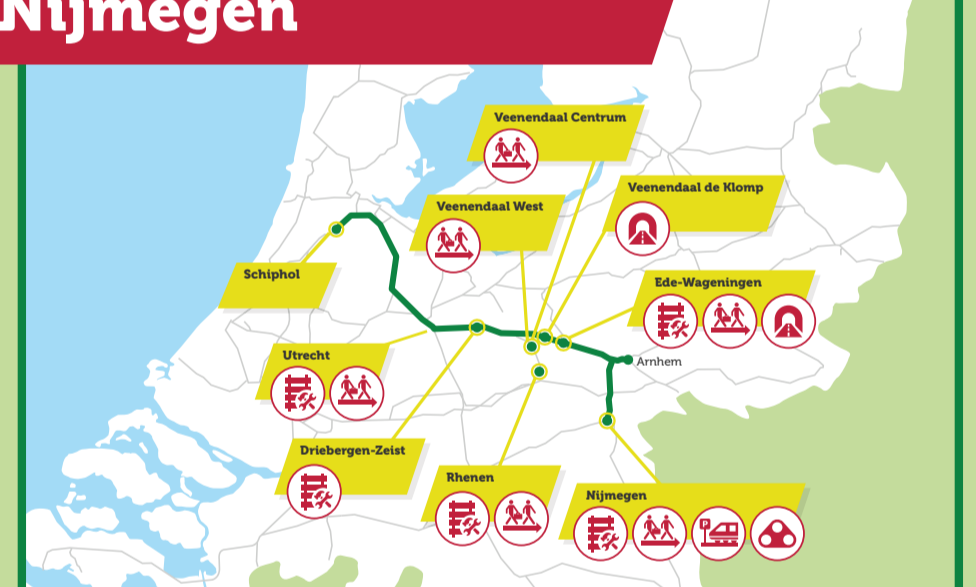 Nijmegen
Veenendaal Centrum
Veenendaal de Klomp
Veenendaal West
Schiphol
Ede-Wageningen
Utrecht
Arnhem
Driebergen-Zeist
Rhenen
Nijmegen
P